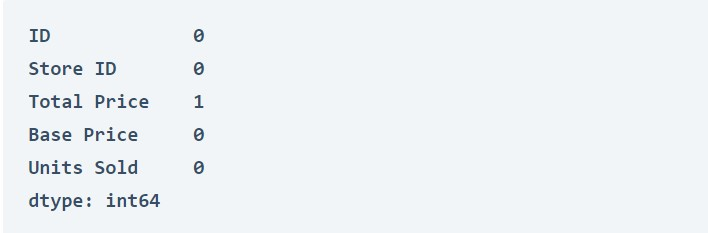 ID             0
Store ID       0
Total Price    1
Base Price     0
Units Sold     0
dtype: int64